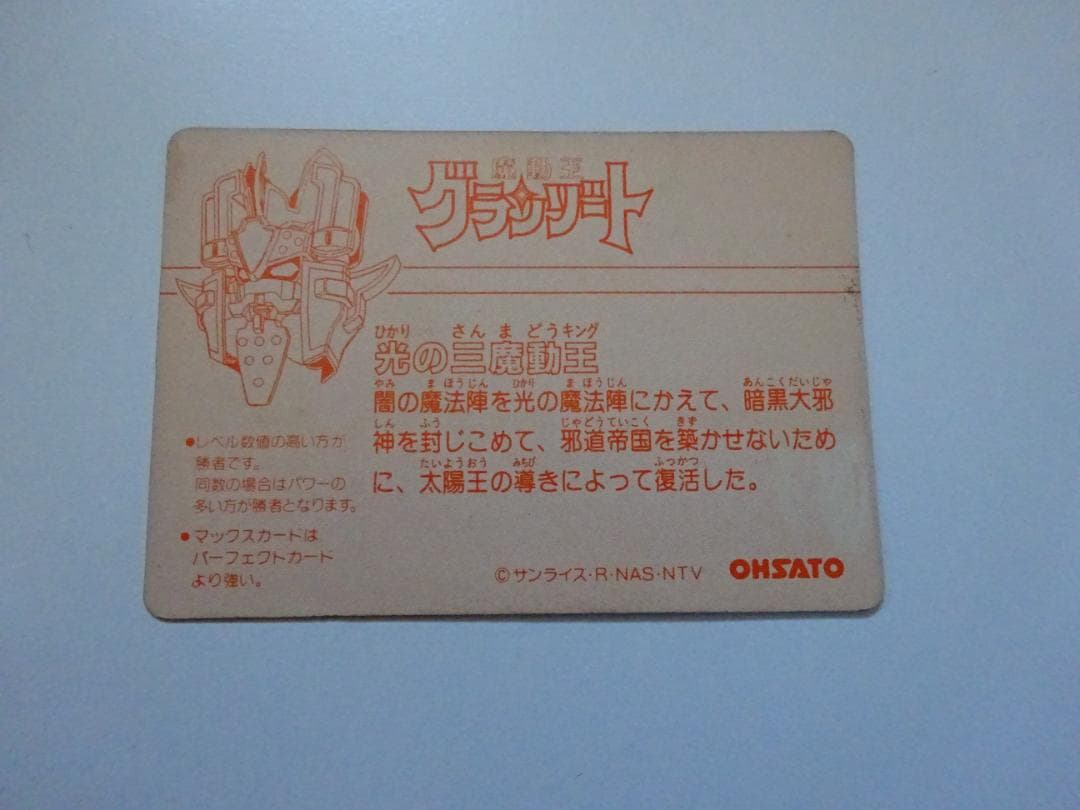 魔動王
グランゾート
ひかり さん ま どうキング
光の三魔動王
やみ ま ほうじん ひかり ま ほうじん あんこくだいじゃ
闇の魔法陣を光の魔法陣にかえて、暗黒大邪
しん ふう じゃどうていこく きず
神を封じこめて、邪道帝国を築かせないため
たいようおう みちび ふっかつ
に、太陽王の導きによって復活した。
●レベル数値の高い方が
勝者です。
同数の場合はパワーの
多い方が勝者となります。
●マックスカードは
パーフェクトカード
より強い。
©サンライズ・R・NAS・NTV
OHSATO